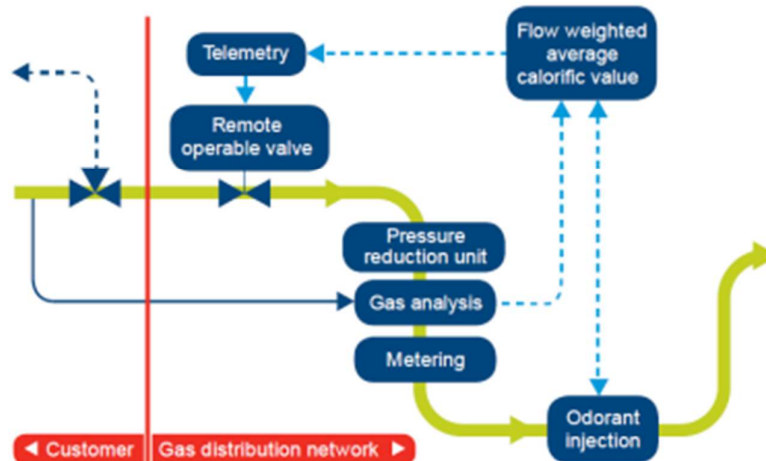 Flow weighted
average
calorific value
Telemetry
Remote
operable valve
Pressure
reduction unit
Gas analysis
Metering
Odorant
injection
Customer
Gas distribution network